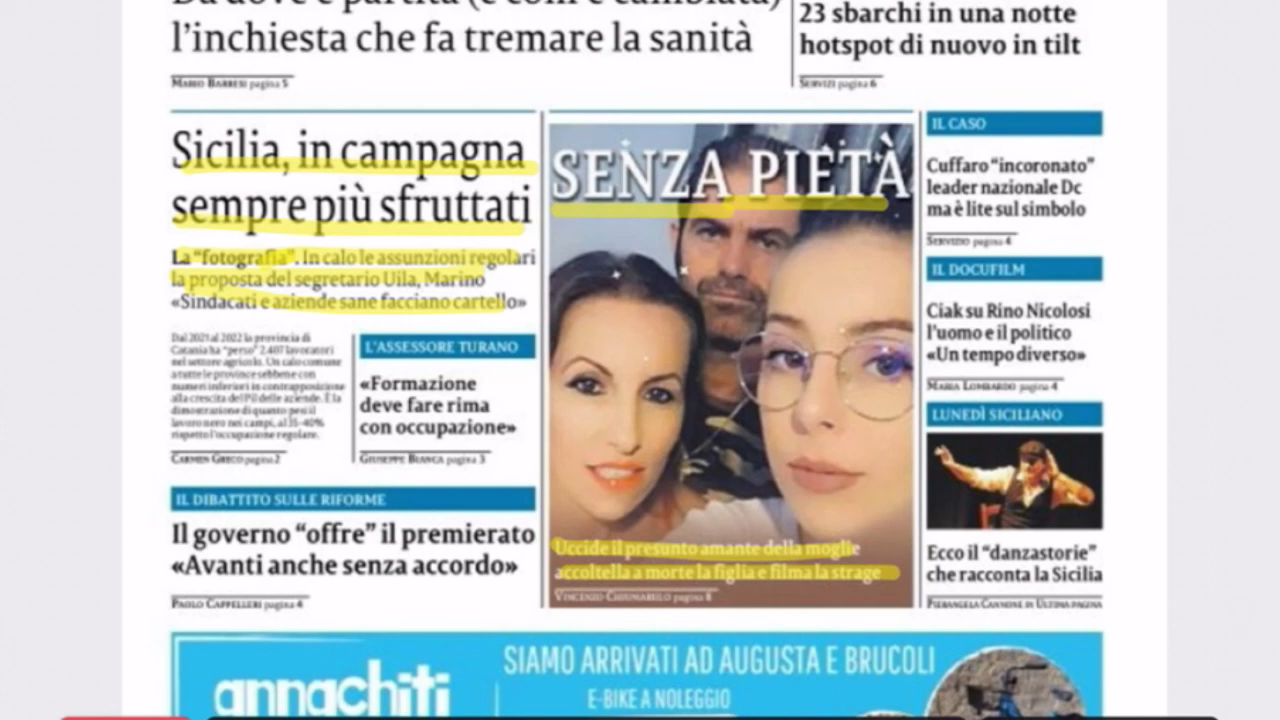 l'inchiesta che fa tremare la sanità
MARIO BARRESI pagina 5
23 sbarchi in una notte
hotspot di nuovo in tilt
SERVIZI pagina 6
Sicilia, in campagna
sempre più sfruttati
La “fotografia”. In calo le assunzioni regolari
la proposta del segretario Uila, Marino
«Sindacati e aziende sane facciano cartello»
Dal 2021 al 2022 la provincia di
Catania ha “perso” 2.407 lavoratori
nel settore agricolo. Un calo comune
a tutte le province sebbene con
numeri inferiori in contrapposizione
alla crescita del Pil delle aziende. È la
dimostrazione di quanto pesi il
lavoro nero nei campi, al 35-40%
rispetto l'occupazione regolare.
CARMEN GRECO pagina 2
L'ASSESSORE TURANO
«Formazione
deve fare rima
con occupazione»
GIUSEPPE BIANCA pagina 3
IL DIBATTITO SULLE RIFORME
Il governo “offre” il premierato
«Avanti anche senza accordo»
PAOLO CAPPELLERI pagina 4
SENZA PIETÀ
Uccide il presunto amante della moglie
accoltella a morte la figlia e filma la strage
VINCENZO CHIUMARULO pagina 8
IL CASO
Cuffaro “incoronato”
leader nazionale Dc
ma è lite sul simbolo
SERVIZIO pagina 4
IL DOCUFILM
Ciak su Rino Nicolosi
l'uomo e il politico
«Un tempo diverso»
MARIA LOMBARDO pagina 4
LUNEDÌ SICILIANO
Ecco il “danzastorie”
che racconta la Sicilia
PIERANGELA CANNONE IN ULTIMA PAGINA
annachiti
SIAMO ARRIVATI AD AUGUSTA E BRUCOLI
E-BIKE A NOLEGGIO